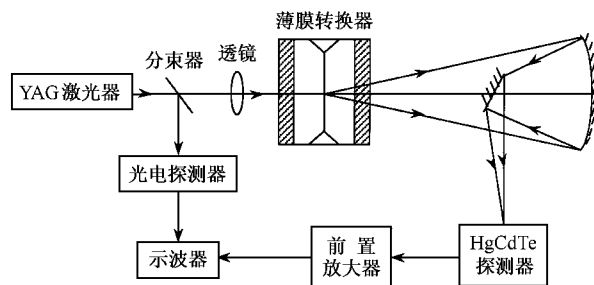 薄膜转换器
分束器
透镜
YAG激光器
光电探测器
示波器
前置
放大器
HgCdTe
探测器